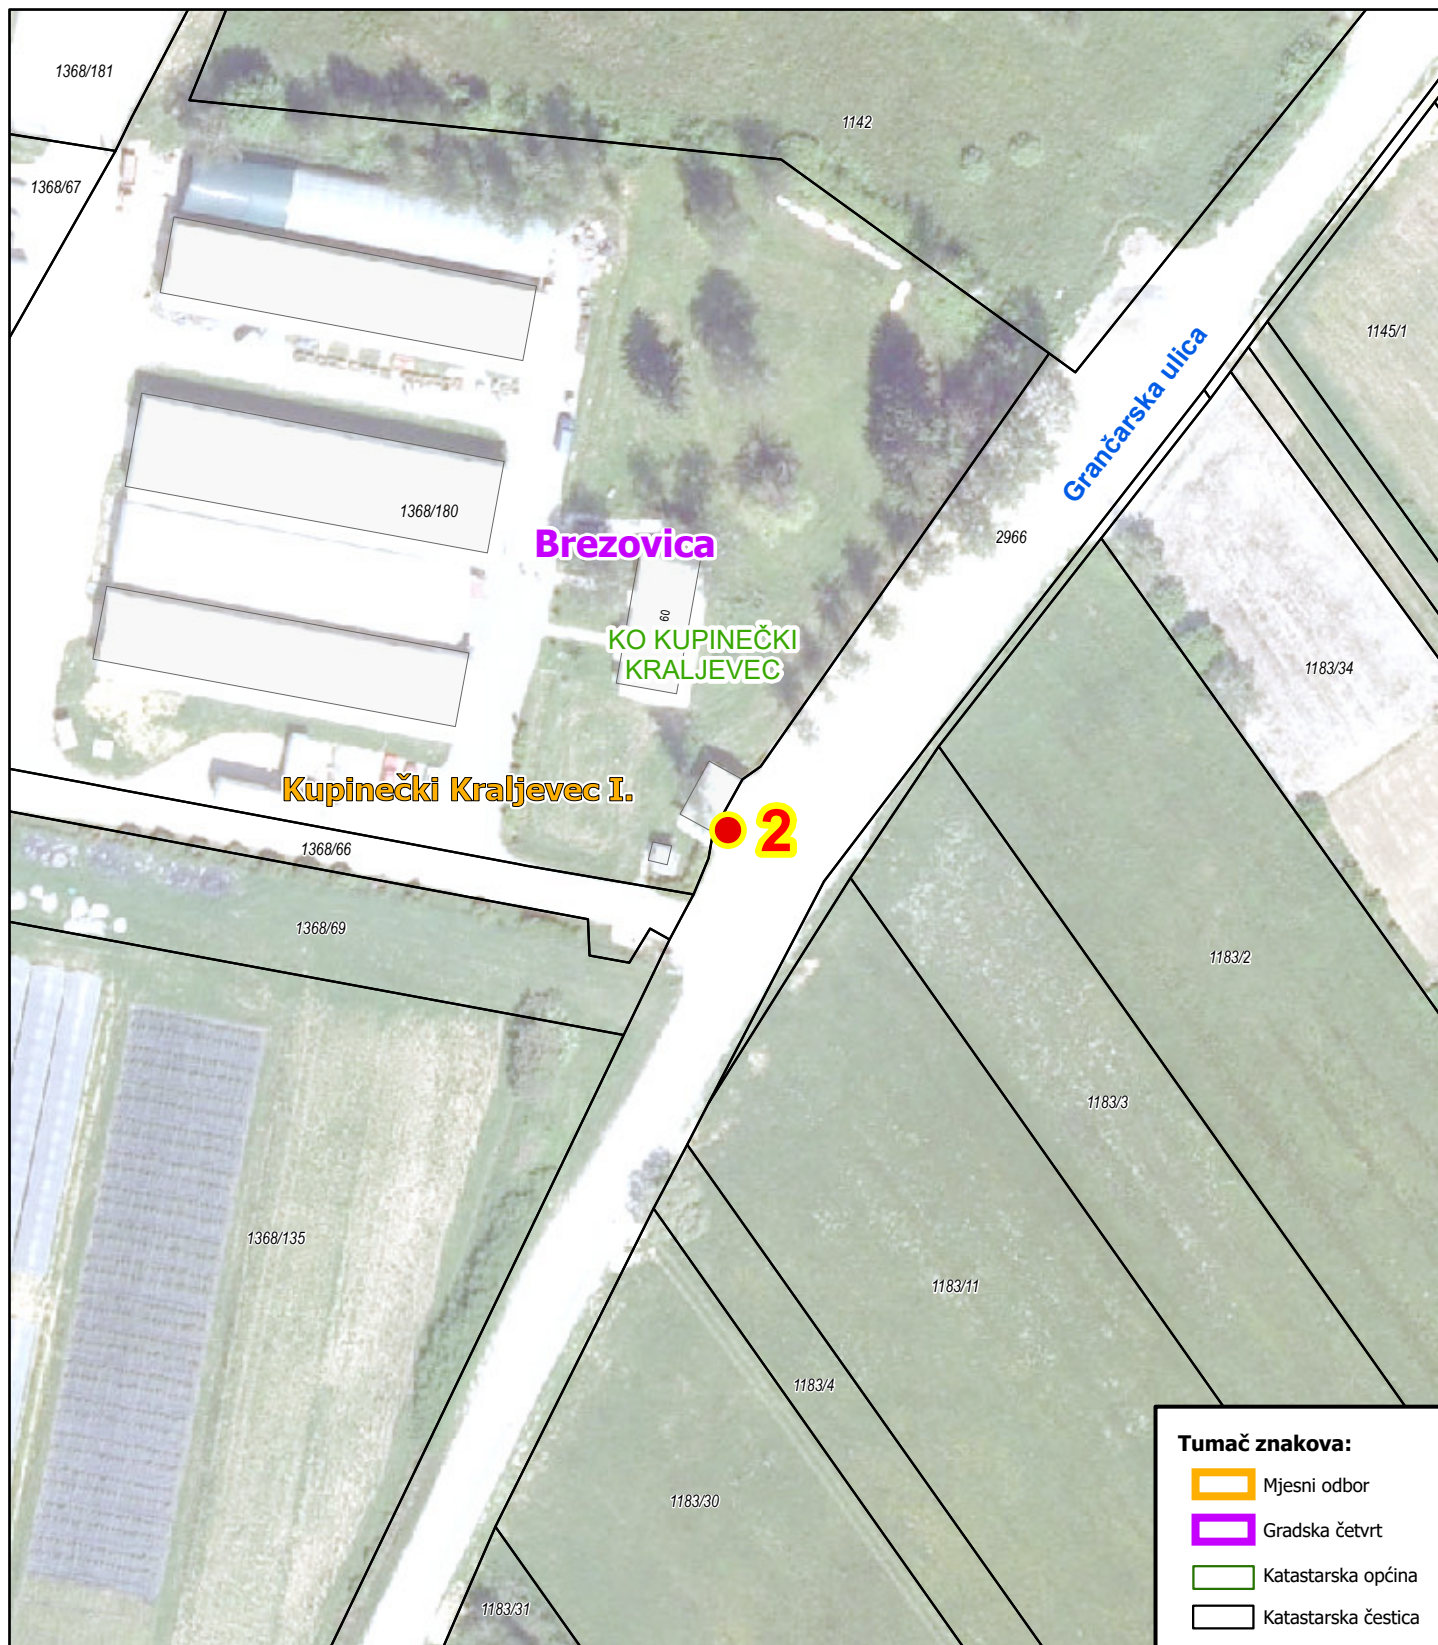 1368/181
1142
1368/67
1145/1
Grančarska ulica
1368/180
2966
Brezovica
60
KO KUPINEČKI
KRALJEVEC
1183/34
Kupinečki Kraljevec I.
2
1368/66
1368/69
1183/2
1183/3
1368/135
1183/11
1183/4
1183/30
1183/31
Tumač znakova:
Mjesni odbor
Gradska četvrt
Katastarska općina
Katastarska čestica